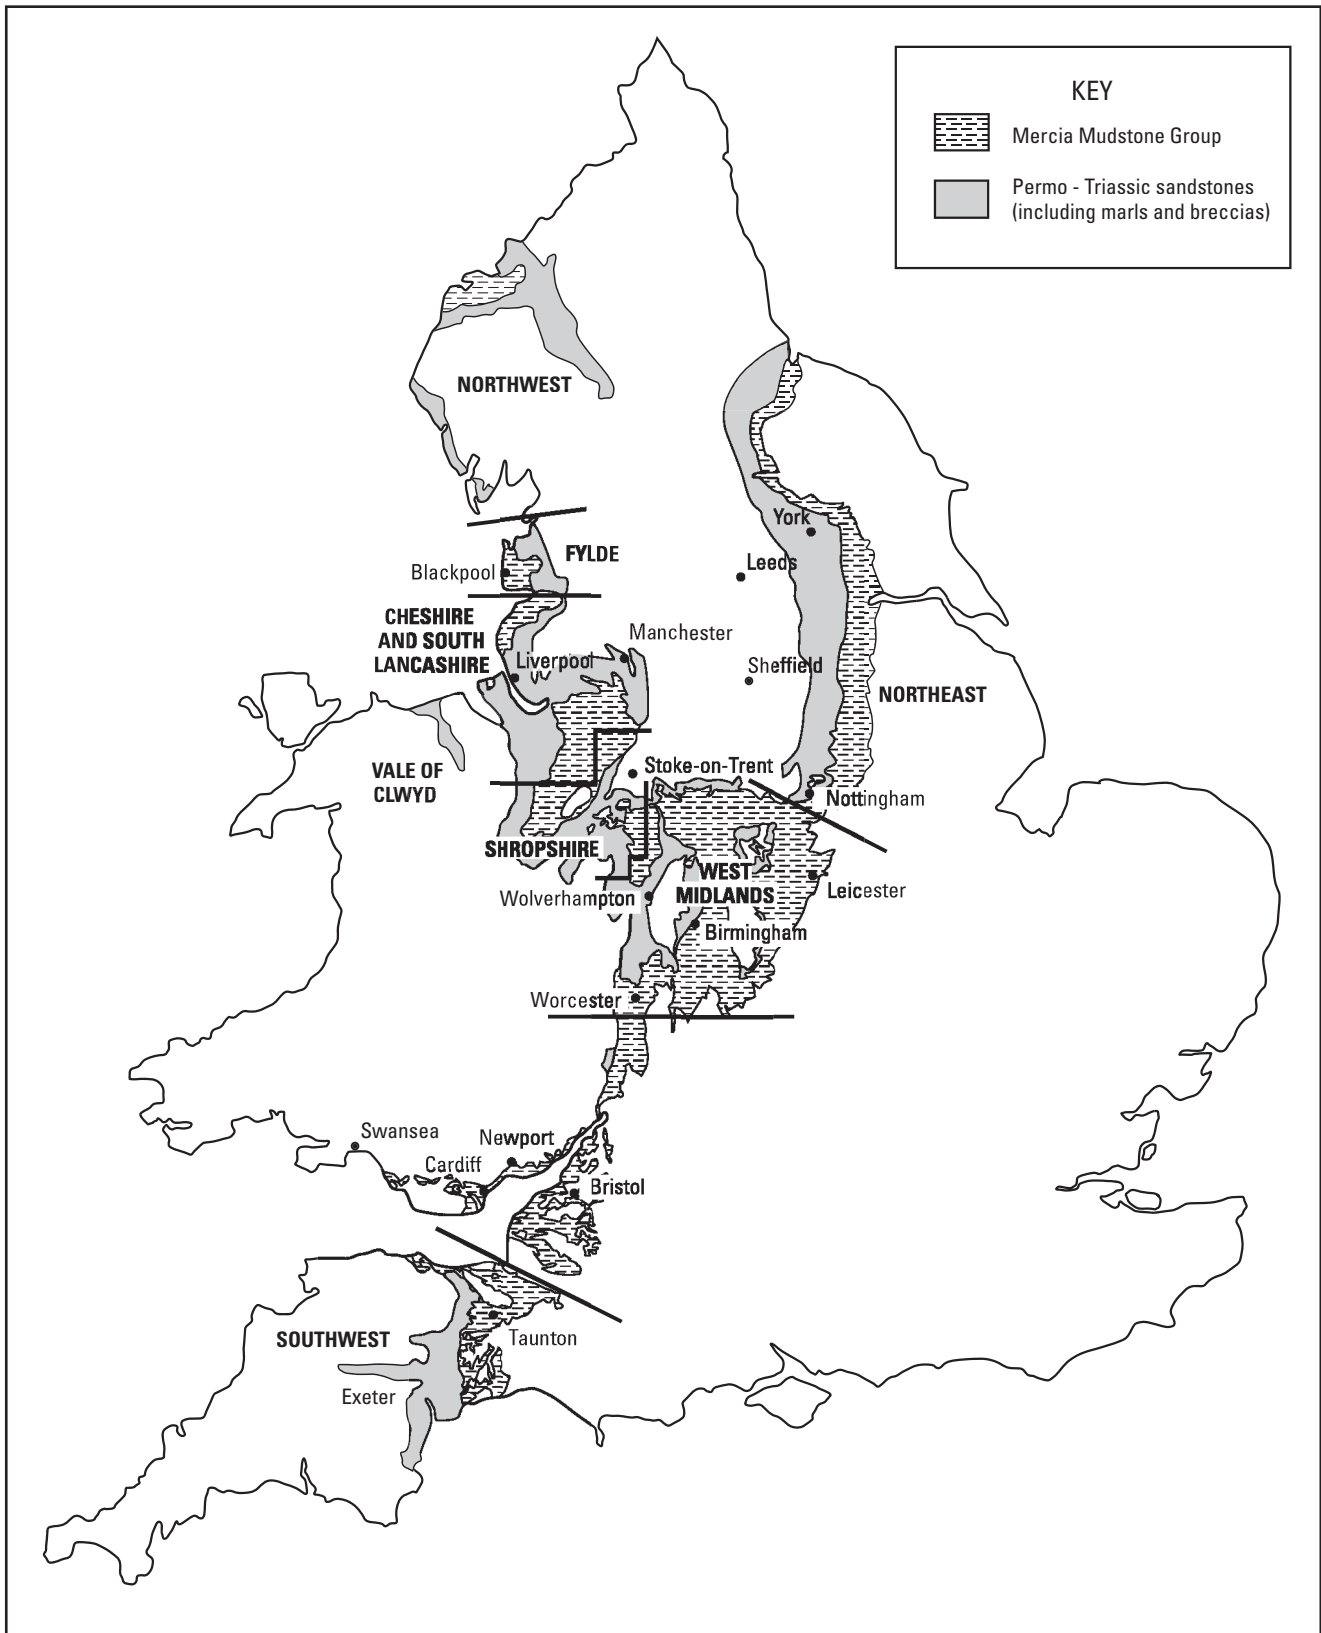 KEY
Mercia Mudstone Group
Permo - Triassic sandstones
(including marls and breccias)
NORTHWEST
York
Leeds
FYLDE
Blackpool
CHESHIRE
AND SOUTH
LANCASHIRE
Manchester
Liverpool
Sheffield
NORTHEAST
VALE OF
CLWYD
Stoke-on-Trent
Nottingham
SHROPSHIRE
WEST
MIDLANDS
Wolverhampton
Leicester
Birmingham
Worcester
Swansea
Newport
Cardiff
Bristol
SOUTHWEST
Taunton
Exeter